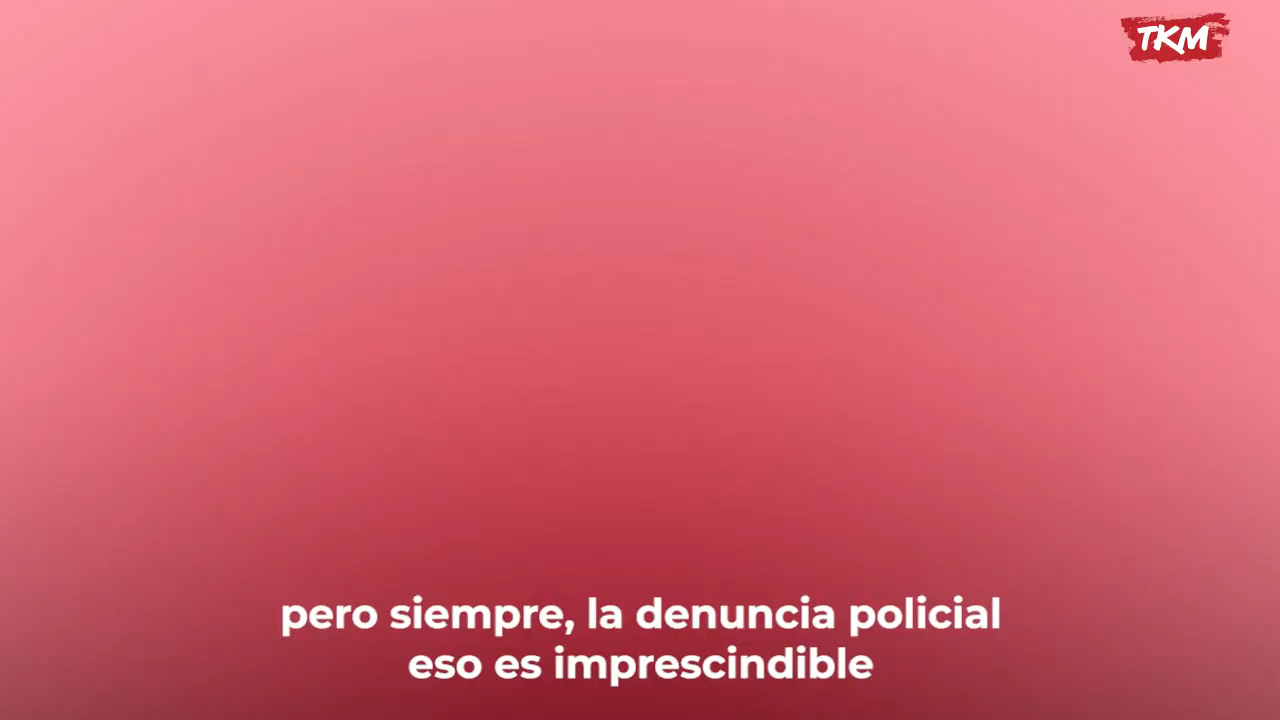 TKM
pero siempre, la denuncia policial
eso es imprescindible